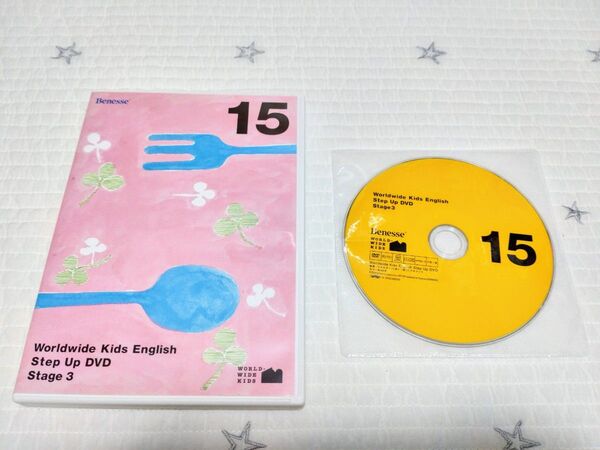 Benesse
15
Worldwide Kids English
Step Up DVD
Stage 3
WORLD-
WIDE
KIDS
Worldwide Kids English
Step Up DVD
Stage3
Benesse
WORLD-
WIDE
KIDS
15
DVD